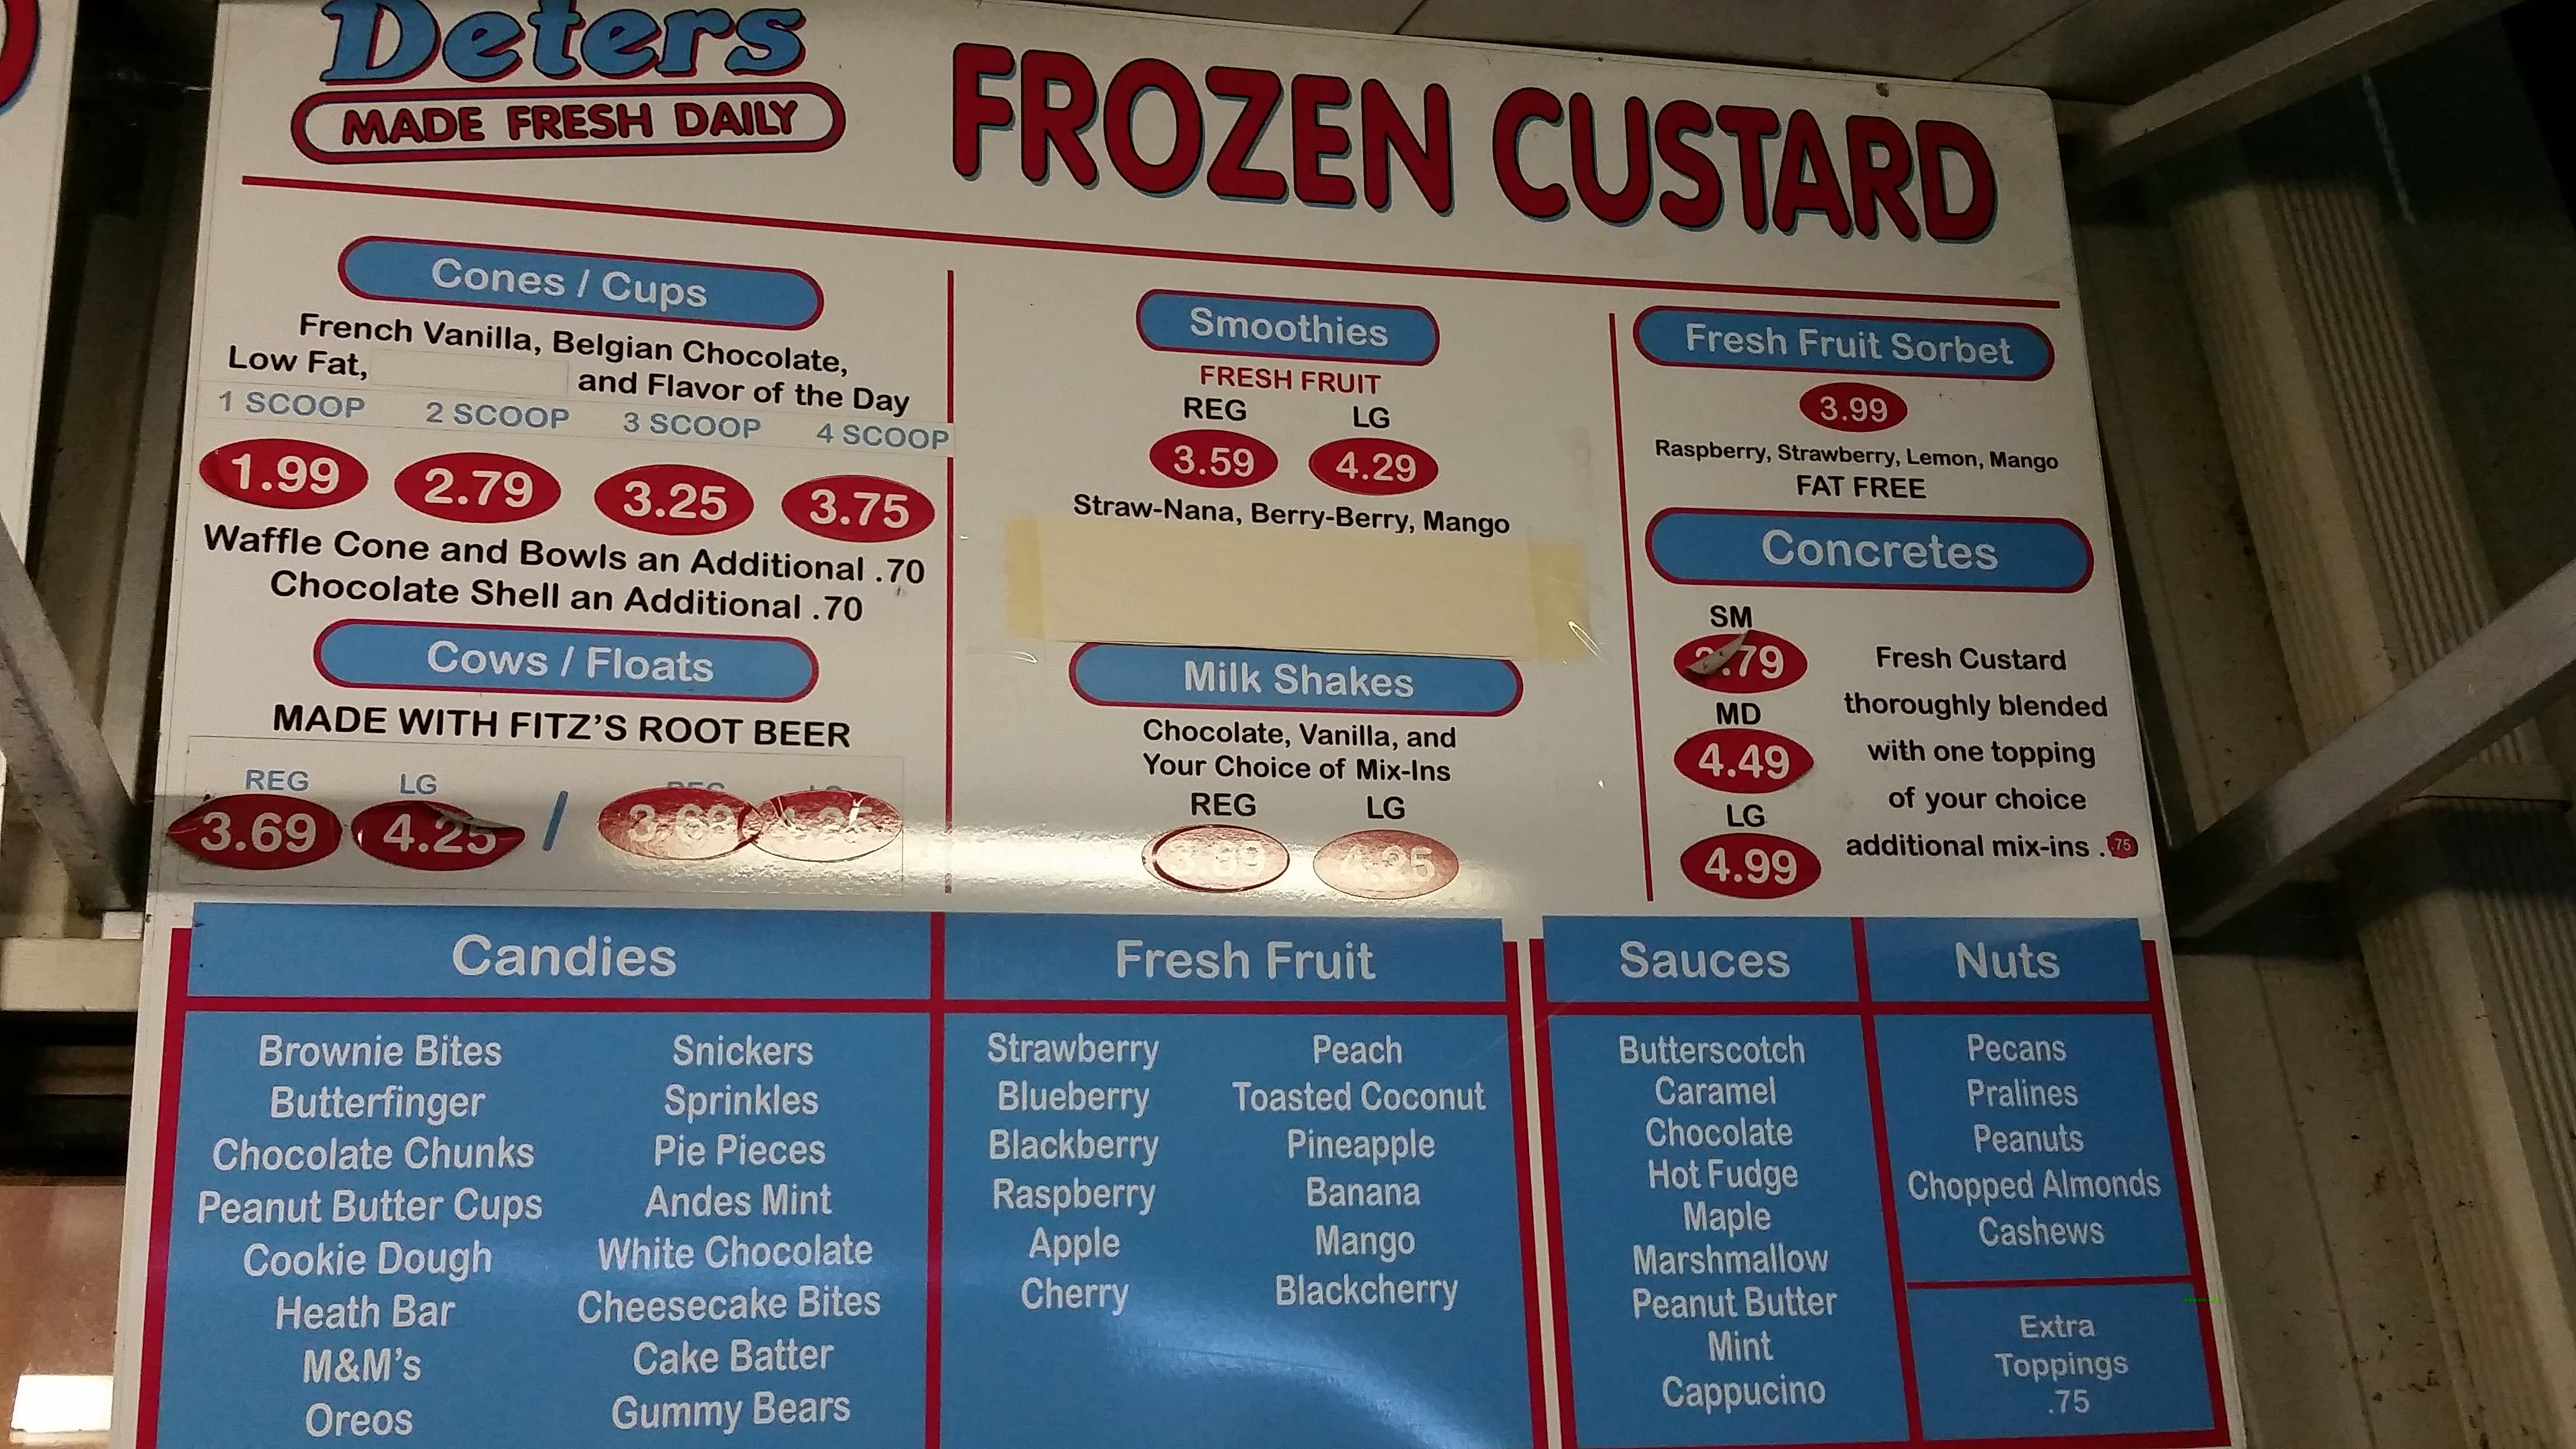 Deters
MADE FRESH DAILY
FROZEN CUSTARD
Cones / Cups
French Vanilla, Belgian Chocolate,
Low Fat, and Flavor of the Day
1 SCOOP 2 SCOOP 3 SCOOP 4 SCOOP
1.99 2.79 3.25 3.75
Waffle Cone and Bowls an Additional .70
Chocolate Shell an Additional .70
Cows / Floats
MADE WITH FITZ'S ROOT BEER
REG LG REG LG
3.69 4.25 / 3.69 4.25
Smoothies
FRESH FRUIT
REG LG
3.59 4.29
Straw-Nana, Berry-Berry, Mango
Milk Shakes
Chocolate, Vanilla, and
Your Choice of Mix-Ins
REG LG
4.25
Fresh Fruit Sorbet
3.99
Raspberry, Strawberry, Lemon, Mango
FAT FREE
Concretes
SM
.79
MD
4.49
LG
4.99
Fresh Custard
thoroughly blended
with one topping
of your choice
additional mix-ins . .75
Candies
Brownie Bites
Butterfinger
Chocolate Chunks
Peanut Butter Cups
Cookie Dough
Heath Bar
M&M's
Oreos
Snickers
Sprinkles
Pie Pieces
Andes Mint
White Chocolate
Cheesecake Bites
Cake Batter
Gummy Bears
Fresh Fruit
Strawberry
Blueberry
Blackberry
Raspberry
Apple
Cherry
Peach
Toasted Coconut
Pineapple
Banana
Mango
Blackcherry
Sauces
Butterscotch
Caramel
Chocolate
Hot Fudge
Maple
Marshmallow
Peanut Butter
Mint
Cappucino
Nuts
Pecans
Pralines
Peanuts
Chopped Almonds
Cashews
Extra
Toppings
.75